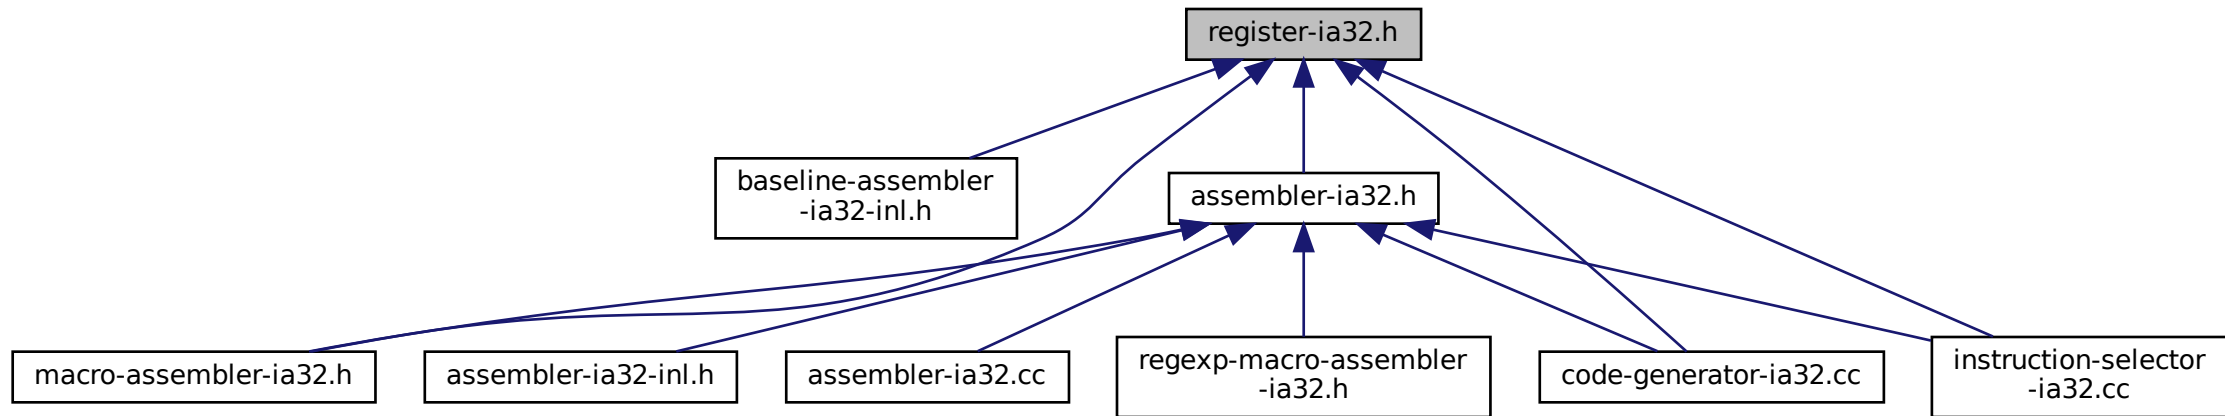 register-ia32.h
baseline-assembler
-ia32-inl.h
assembler-ia32.h
macro-assembler-ia32.h
assembler-ia32-inl.h
assembler-ia32.cc
regexp-macro-assembler
-ia32.h
code-generator-ia32.cc
instruction-selector
-ia32.cc